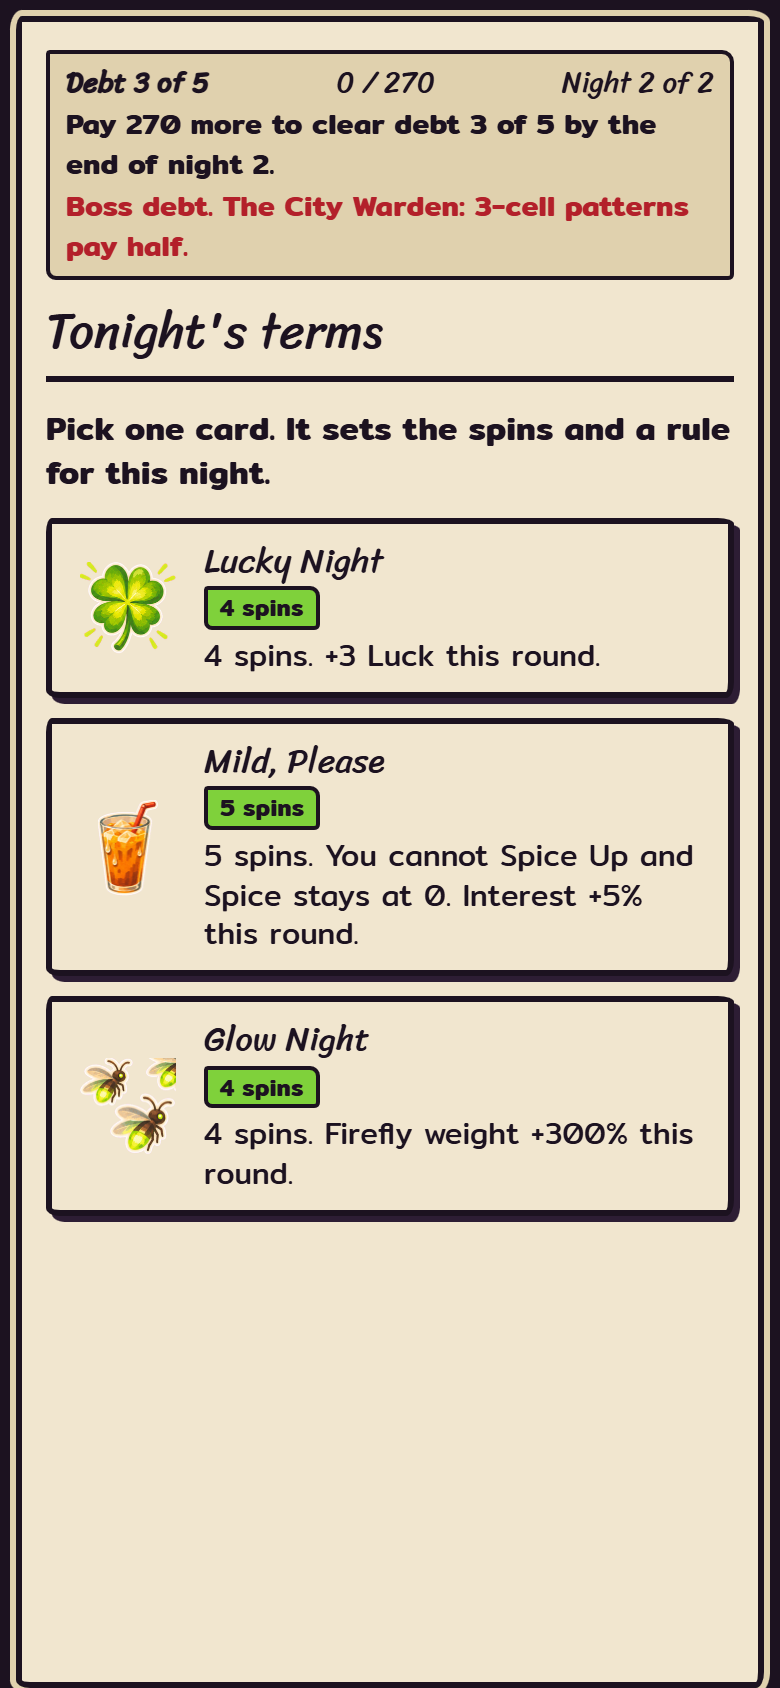 Debt 3 of 5 0 / 270 Night 2 of 2
Pay 270 more to clear debt 3 of 5 by the
end of night 2.
Boss debt. The City Warden: 3-cell patterns
pay half.
Tonight's terms
Pick one card. It sets the spins and a rule
for this night.
Lucky Night
4 spins
4 spins. +3 Luck this round.
Mild, Please
5 spins
5 spins. You cannot Spice Up and
Spice stays at 0. Interest +5%
this round.
Glow Night
4 spins
4 spins. Firefly weight +300% this
round.